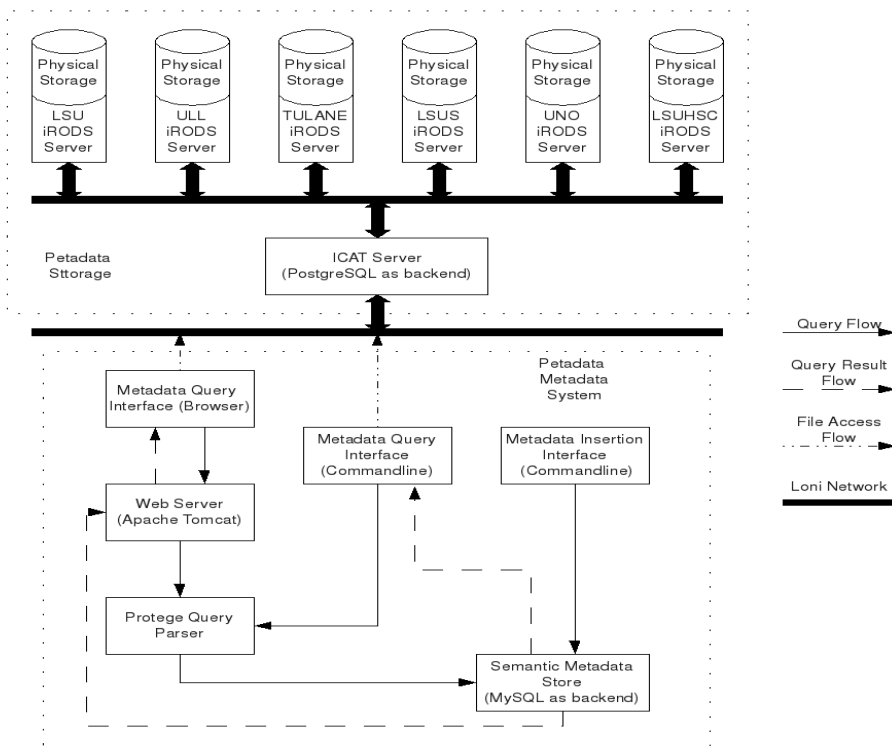 Physical
Storage
LSU
iRODS
Server
Physical
Storage
ULL
iRODS
Server
Physical
Storage
TULANE
iRODS
Server
Physical
Storage
LSUS
iRODS
Server
Physical
Storage
UNO
iRODS
Server
Physical
Storage
LSUHSC
iRODS
Server
Petadata
Sttorage
ICAT Server
(PostgreSQL as backend)
Petadata
Metadata
System
Metadata Query
Interface (Browser)
Metadata Query
Interface
(Commandline)
Metadata Insertion
Interface
(Commandline)
Web Server
(Apache Tomcat)
Protege Query
Parser
Semantic Metadata
Store
(MySQL as backend)
Query Flow
Query Result
Flow
File Access
Flow
Loni Network